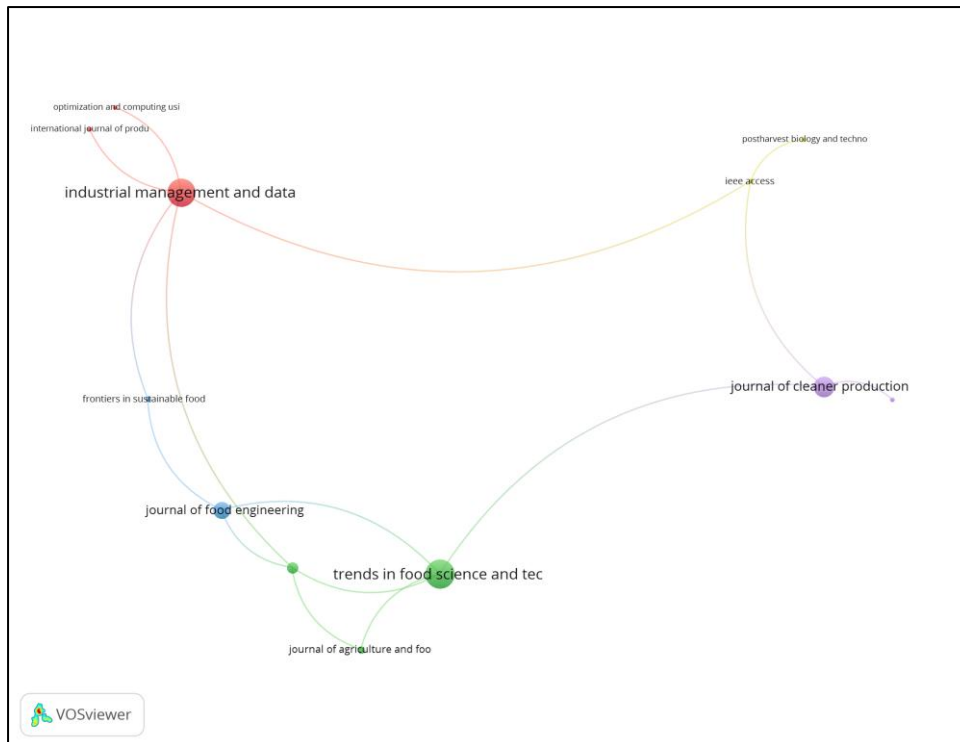 optimization and computing usi
international journal of produ
postharvest biology and techno
ieee access
industrial management and data
journal of cleaner production
frontiers in sustainable food
journal of food engineering
trends in food science and tec
journal of agriculture and foo
VOSviewer